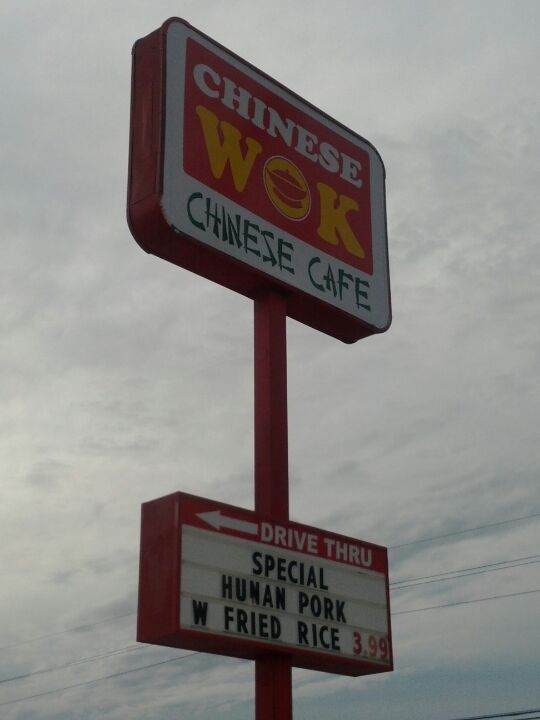 CHINESE
WOK
CHINESE CAFE
DRIVE THRU
SPECIAL
HUNAN PORK
W FRIED RICE 3.99